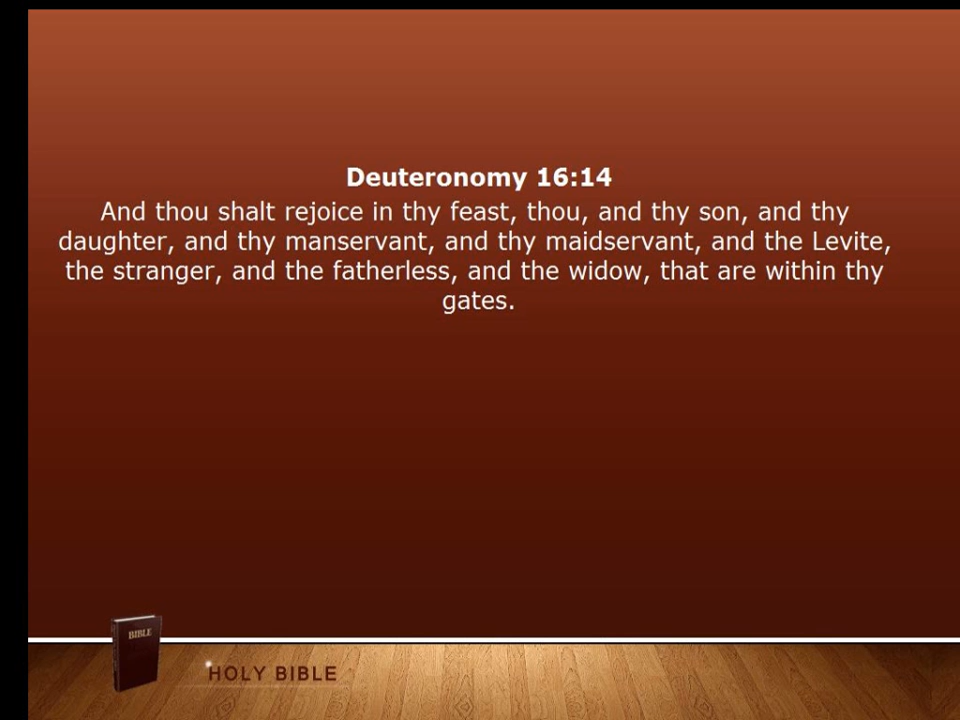 Deuteronomy 16:14
And thou shalt rejoice in thy feast, thou, and thy son, and thy
daughter, and thy manservant, and thy maidservant, and the Levite,
the stranger, and the fatherless, and the widow, that are within thy
gates.
BIBLE
HOLY BIBLE